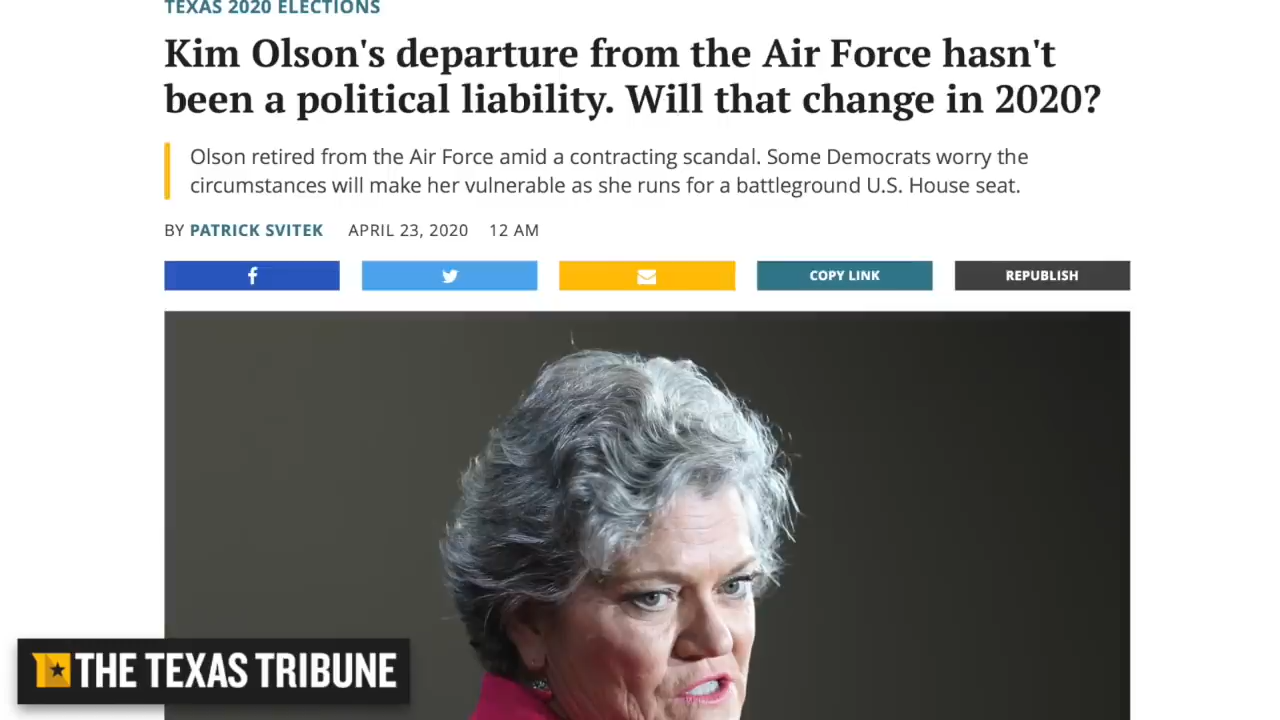 TEXAS 2020 ELECTIONS
Kim Olson's departure from the Air Force hasn't
been a political liability. Will that change in 2020?
Olson retired from the Air Force amid a contracting scandal. Some Democrats worry the
circumstances will make her vulnerable as she runs for a battleground U.S. House seat.
BY PATRICK SVITEK APRIL 23, 2020 12 AM
COPY LINK REPUBLISH
THE TEXAS TRIBUNE